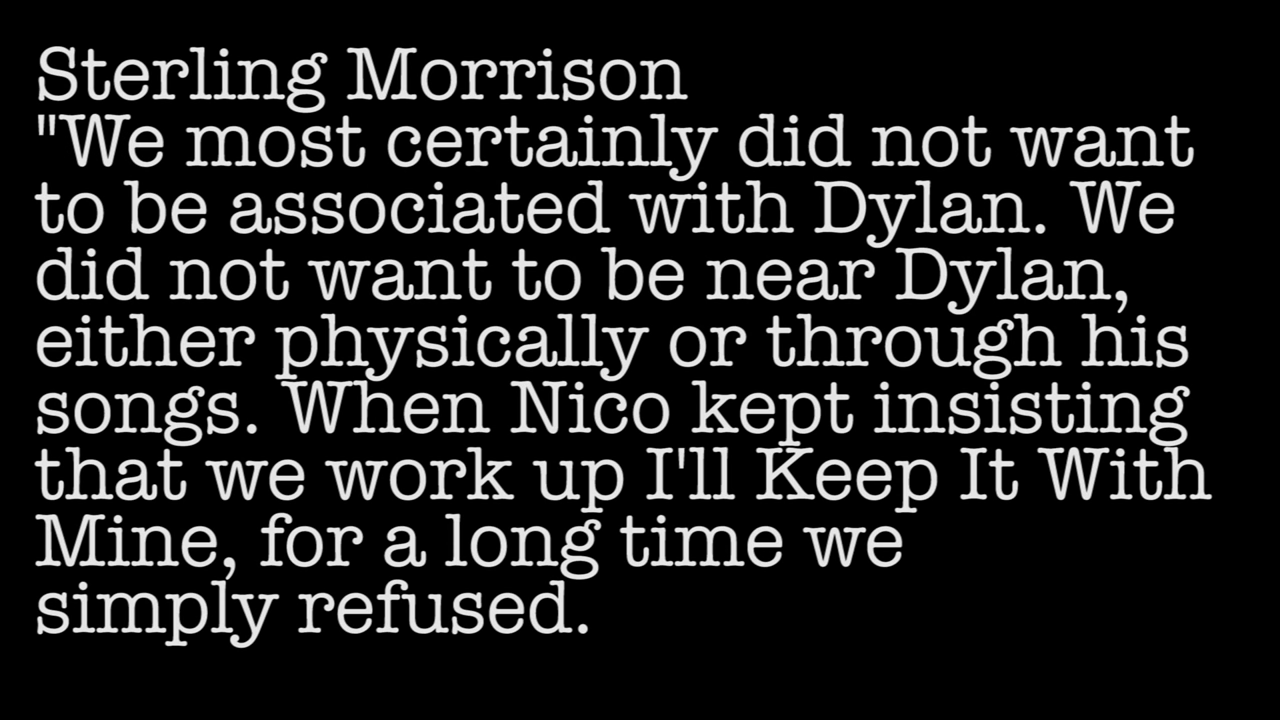 Sterling Morrison
"We most certainly did not want
to be associated with Dylan. We
did not want to be near Dylan,
either physically or through his
songs. When Nico kept insisting
that we work up I'll Keep It With
Mine, for a long time we
simply refused.